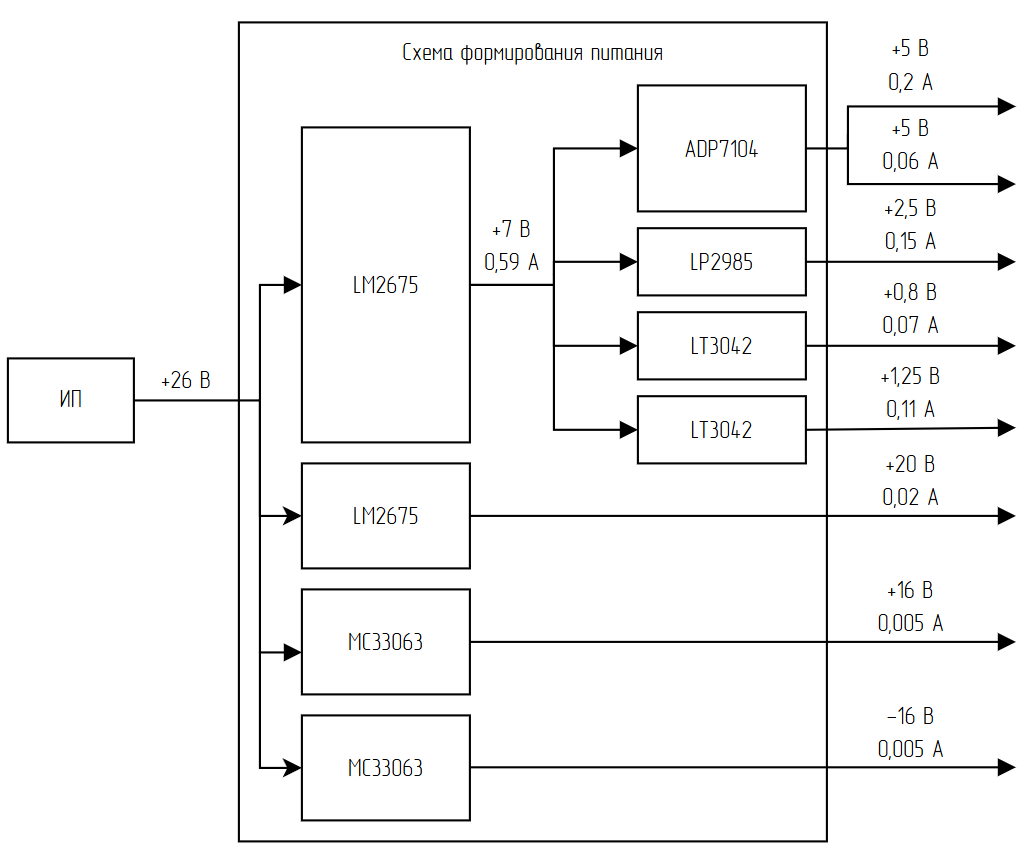 Схема формирования питания
+5 В
0,2 А
ADP7104
+5 В
0,06 А
+7 В
0,59 А
+2,5 В
0,15 А
LP2985
LM2675
+0,8 В
0,07 А
LT3042
+26 В
ИП
+1,25 В
0,11 А
LT3042
+20 В
0,02 А
LM2675
+16 В
0,005 А
MC33063
−16 В
0,005 А
MC33063